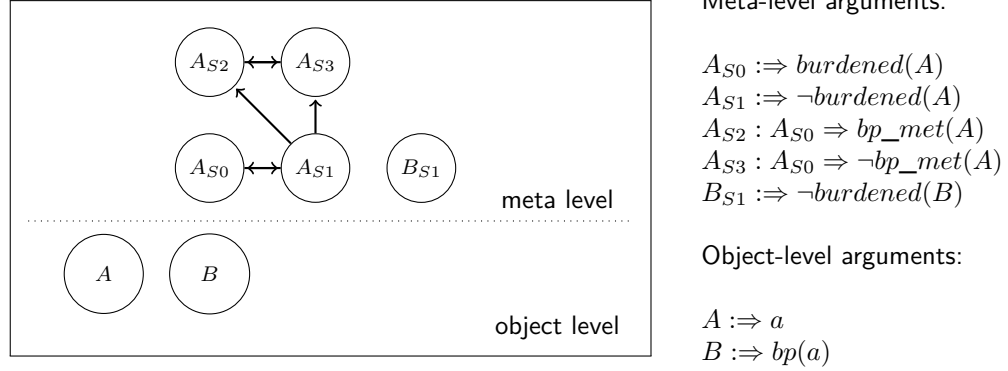 A_{S2} A_{S3}
A_{S0} A_{S1} B_{S1}
meta level
A B
object level
Meta-level arguments:
A_{S0} :⇒ burdened(A)
A_{S1} :⇒ ¬burdened(A)
A_{S2} : A_{S0} ⇒ bp_met(A)
A_{S3} : A_{S0} ⇒ ¬bp_met(A)
B_{S1} :⇒ ¬burdened(B)
Object-level arguments:
A :⇒ a
B :⇒ bp(a)